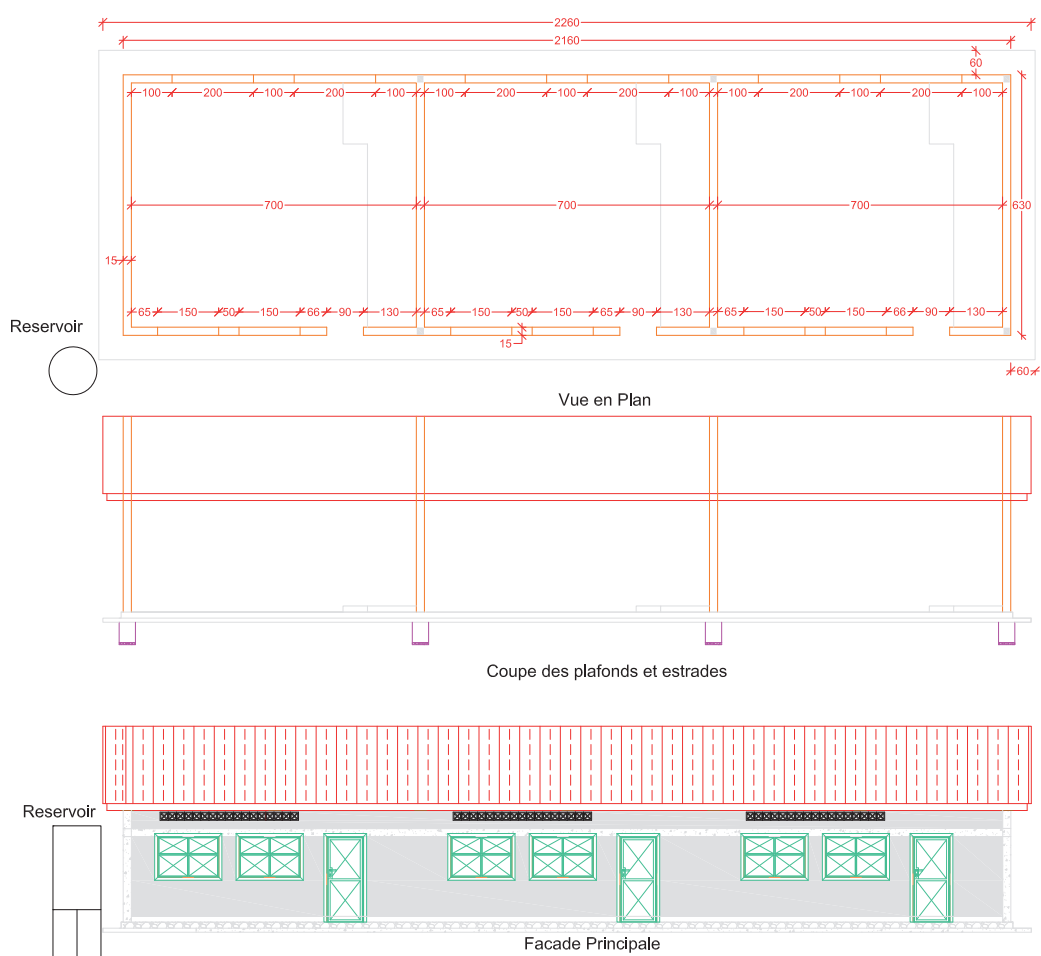 2260
2160
60
100 200 100 200 100 100 200 100 200 100 100 200 100 200 100
700 700 700 630
15
65 150 50 150 66 90 130 65 150 50 150 65 90 130 65 150 50 150 66 90 130
Reservoir
15
60
Vue en Plan
Coupe des plafonds et estrades
Reservoir
Facade Principale